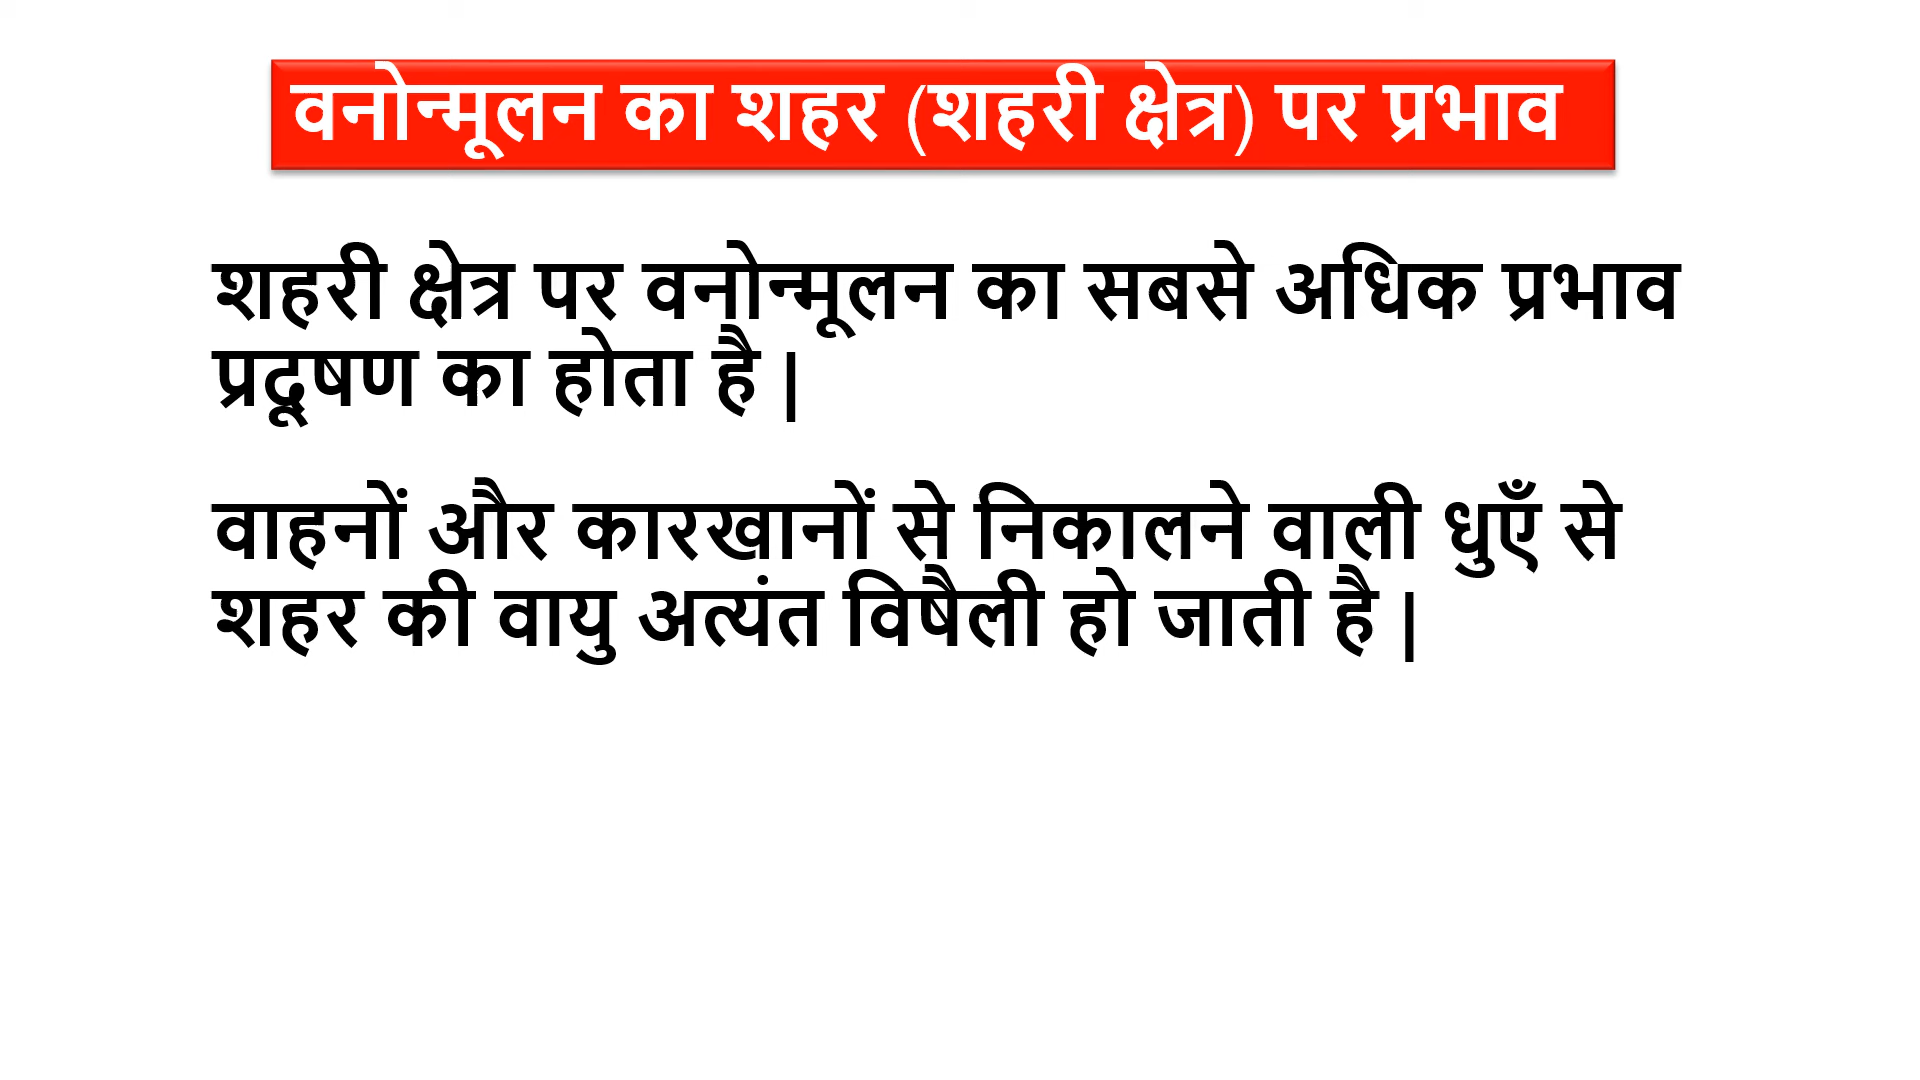 वनोन्मूलन का शहर (शहरी क्षेत्र) पर प्रभाव
शहरी क्षेत्र पर वनोन्मूलन का सबसे अधिक प्रभाव
प्रदूषण का होता है |
वाहनों और कारखानों से निकालने वाली धुएँ से
शहर की वायु अत्यंत विषैली हो जाती है |